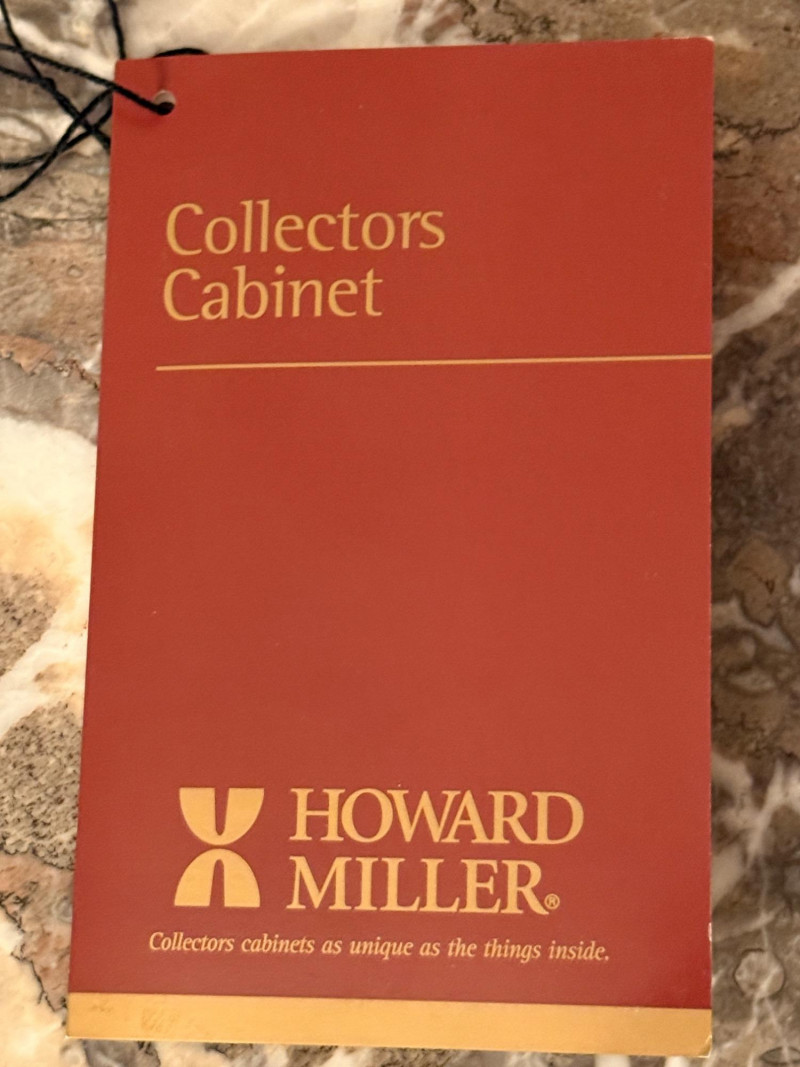 Collectors
Cabinet
HOWARD
MILLER®
Collectors cabinets as unique as the things inside.